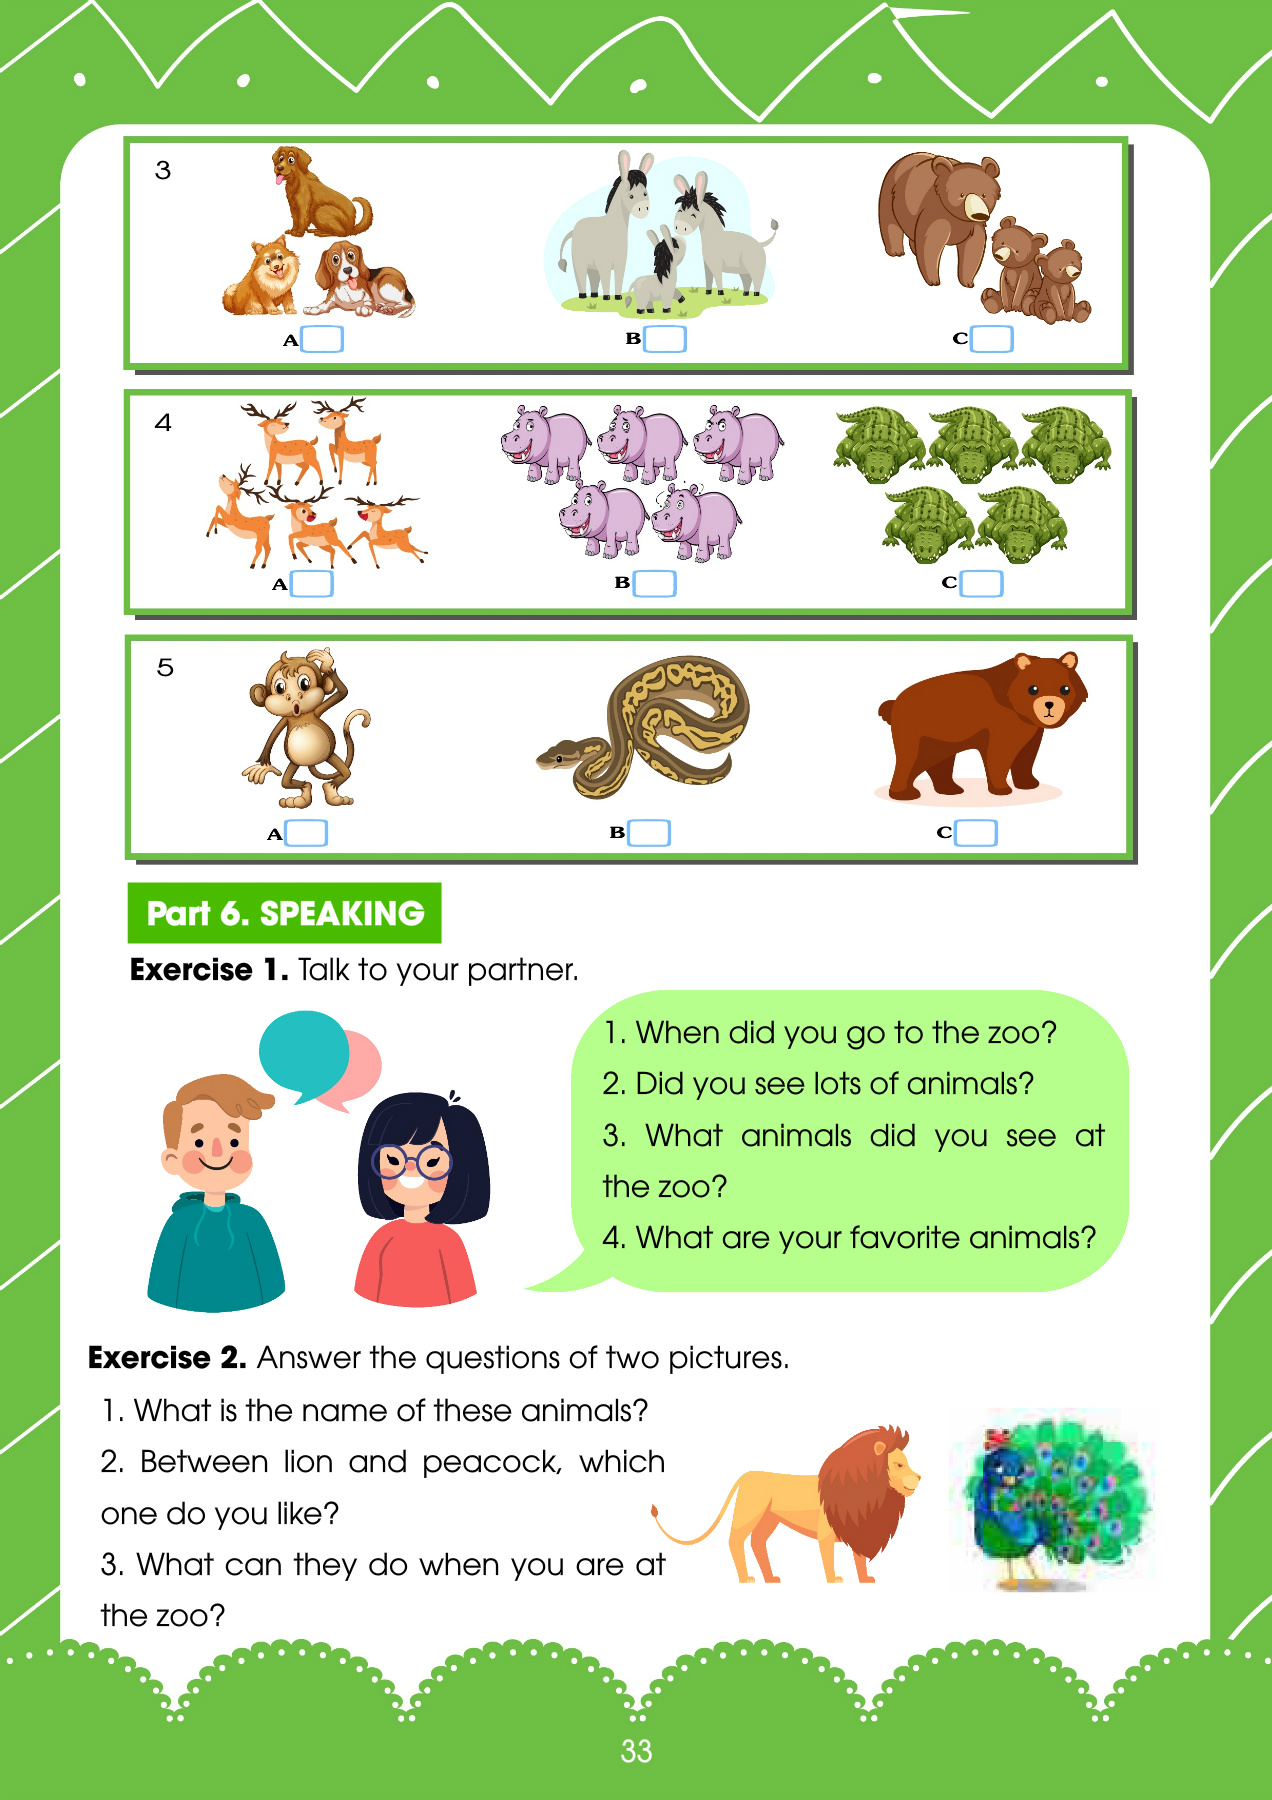 3
A
B
C
4
A
B
C
5
A
B
C
Part 6. SPEAKING
Exercise 1. Talk to your partner.
1. When did you go to the zoo?
2. Did you see lots of animals?
3. What animals did you see at
the zoo?
4. What are your favorite animals?
Exercise 2. Answer the questions of two pictures.
1. What is the name of these animals?
2. Between lion and peacock, which
one do you like?
3. What can they do when you are at
the zoo?
33